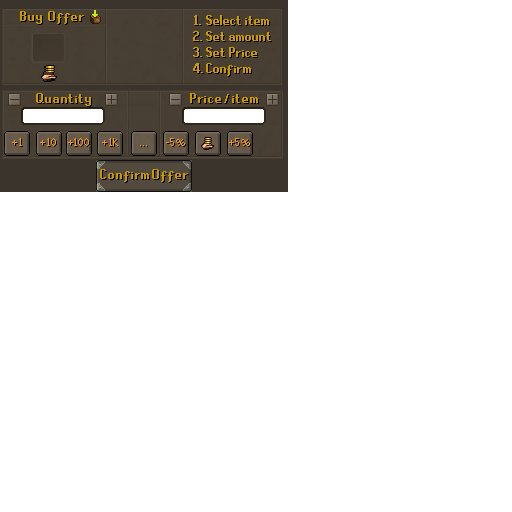 Buy Offer
1. Select item
2. Set amount
3. Set Price
4. Confirm
Quantity
Price/item
+1 +10 +100 +1K ... -5% +5%
Confirm Offer